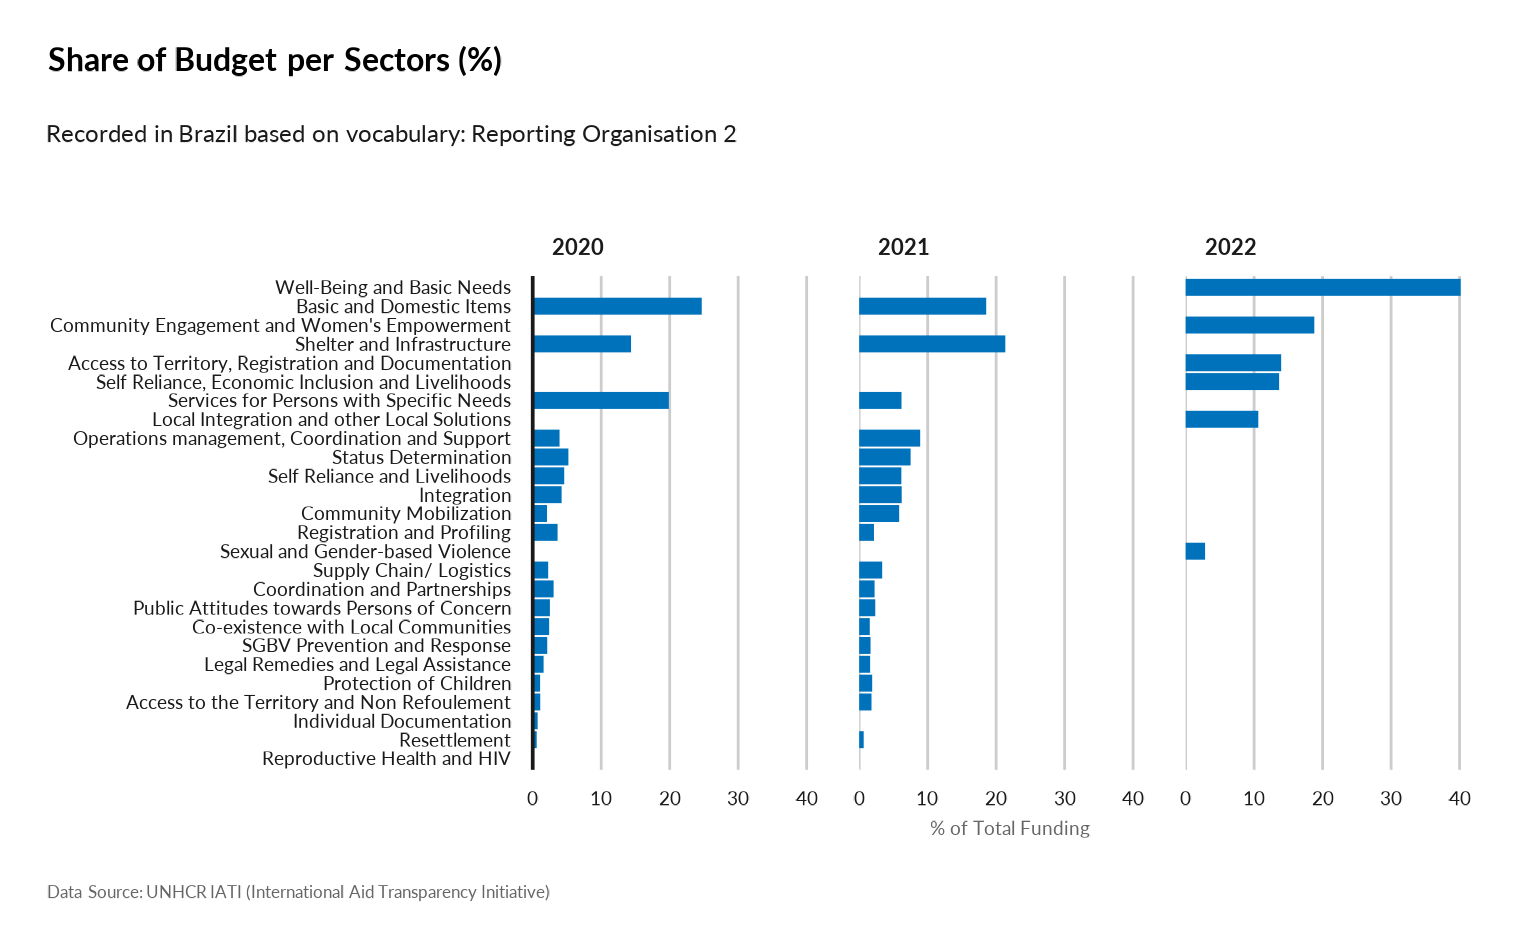 Share of Budget per Sectors (%)
Recorded in Brazil based on vocabulary: Reporting Organisation 2
2020 2021 2022
Well-Being and Basic Needs
Basic and Domestic Items
Community Engagement and Women's Empowerment
Shelter and Infrastructure
Access to Territory, Registration and Documentation
Self Reliance, Economic Inclusion and Livelihoods
Services for Persons with Specific Needs
Local Integration and other Local Solutions
Operations management, Coordination and Support
Status Determination
Self Reliance and Livelihoods
Integration
Community Mobilization
Registration and Profiling
Sexual and Gender-based Violence
Supply Chain/ Logistics
Coordination and Partnerships
Public Attitudes towards Persons of Concern
Co-existence with Local Communities
SGBV Prevention and Response
Legal Remedies and Legal Assistance
Protection of Children
Access to the Territory and Non Refoulement
Individual Documentation
Resettlement
Reproductive Health and HIV
0 10 20 30 40 0 10 20 30 40 0 10 20 30 40
% of Total Funding
Data Source: UNHCR IATI (International Aid Transparency Initiative)